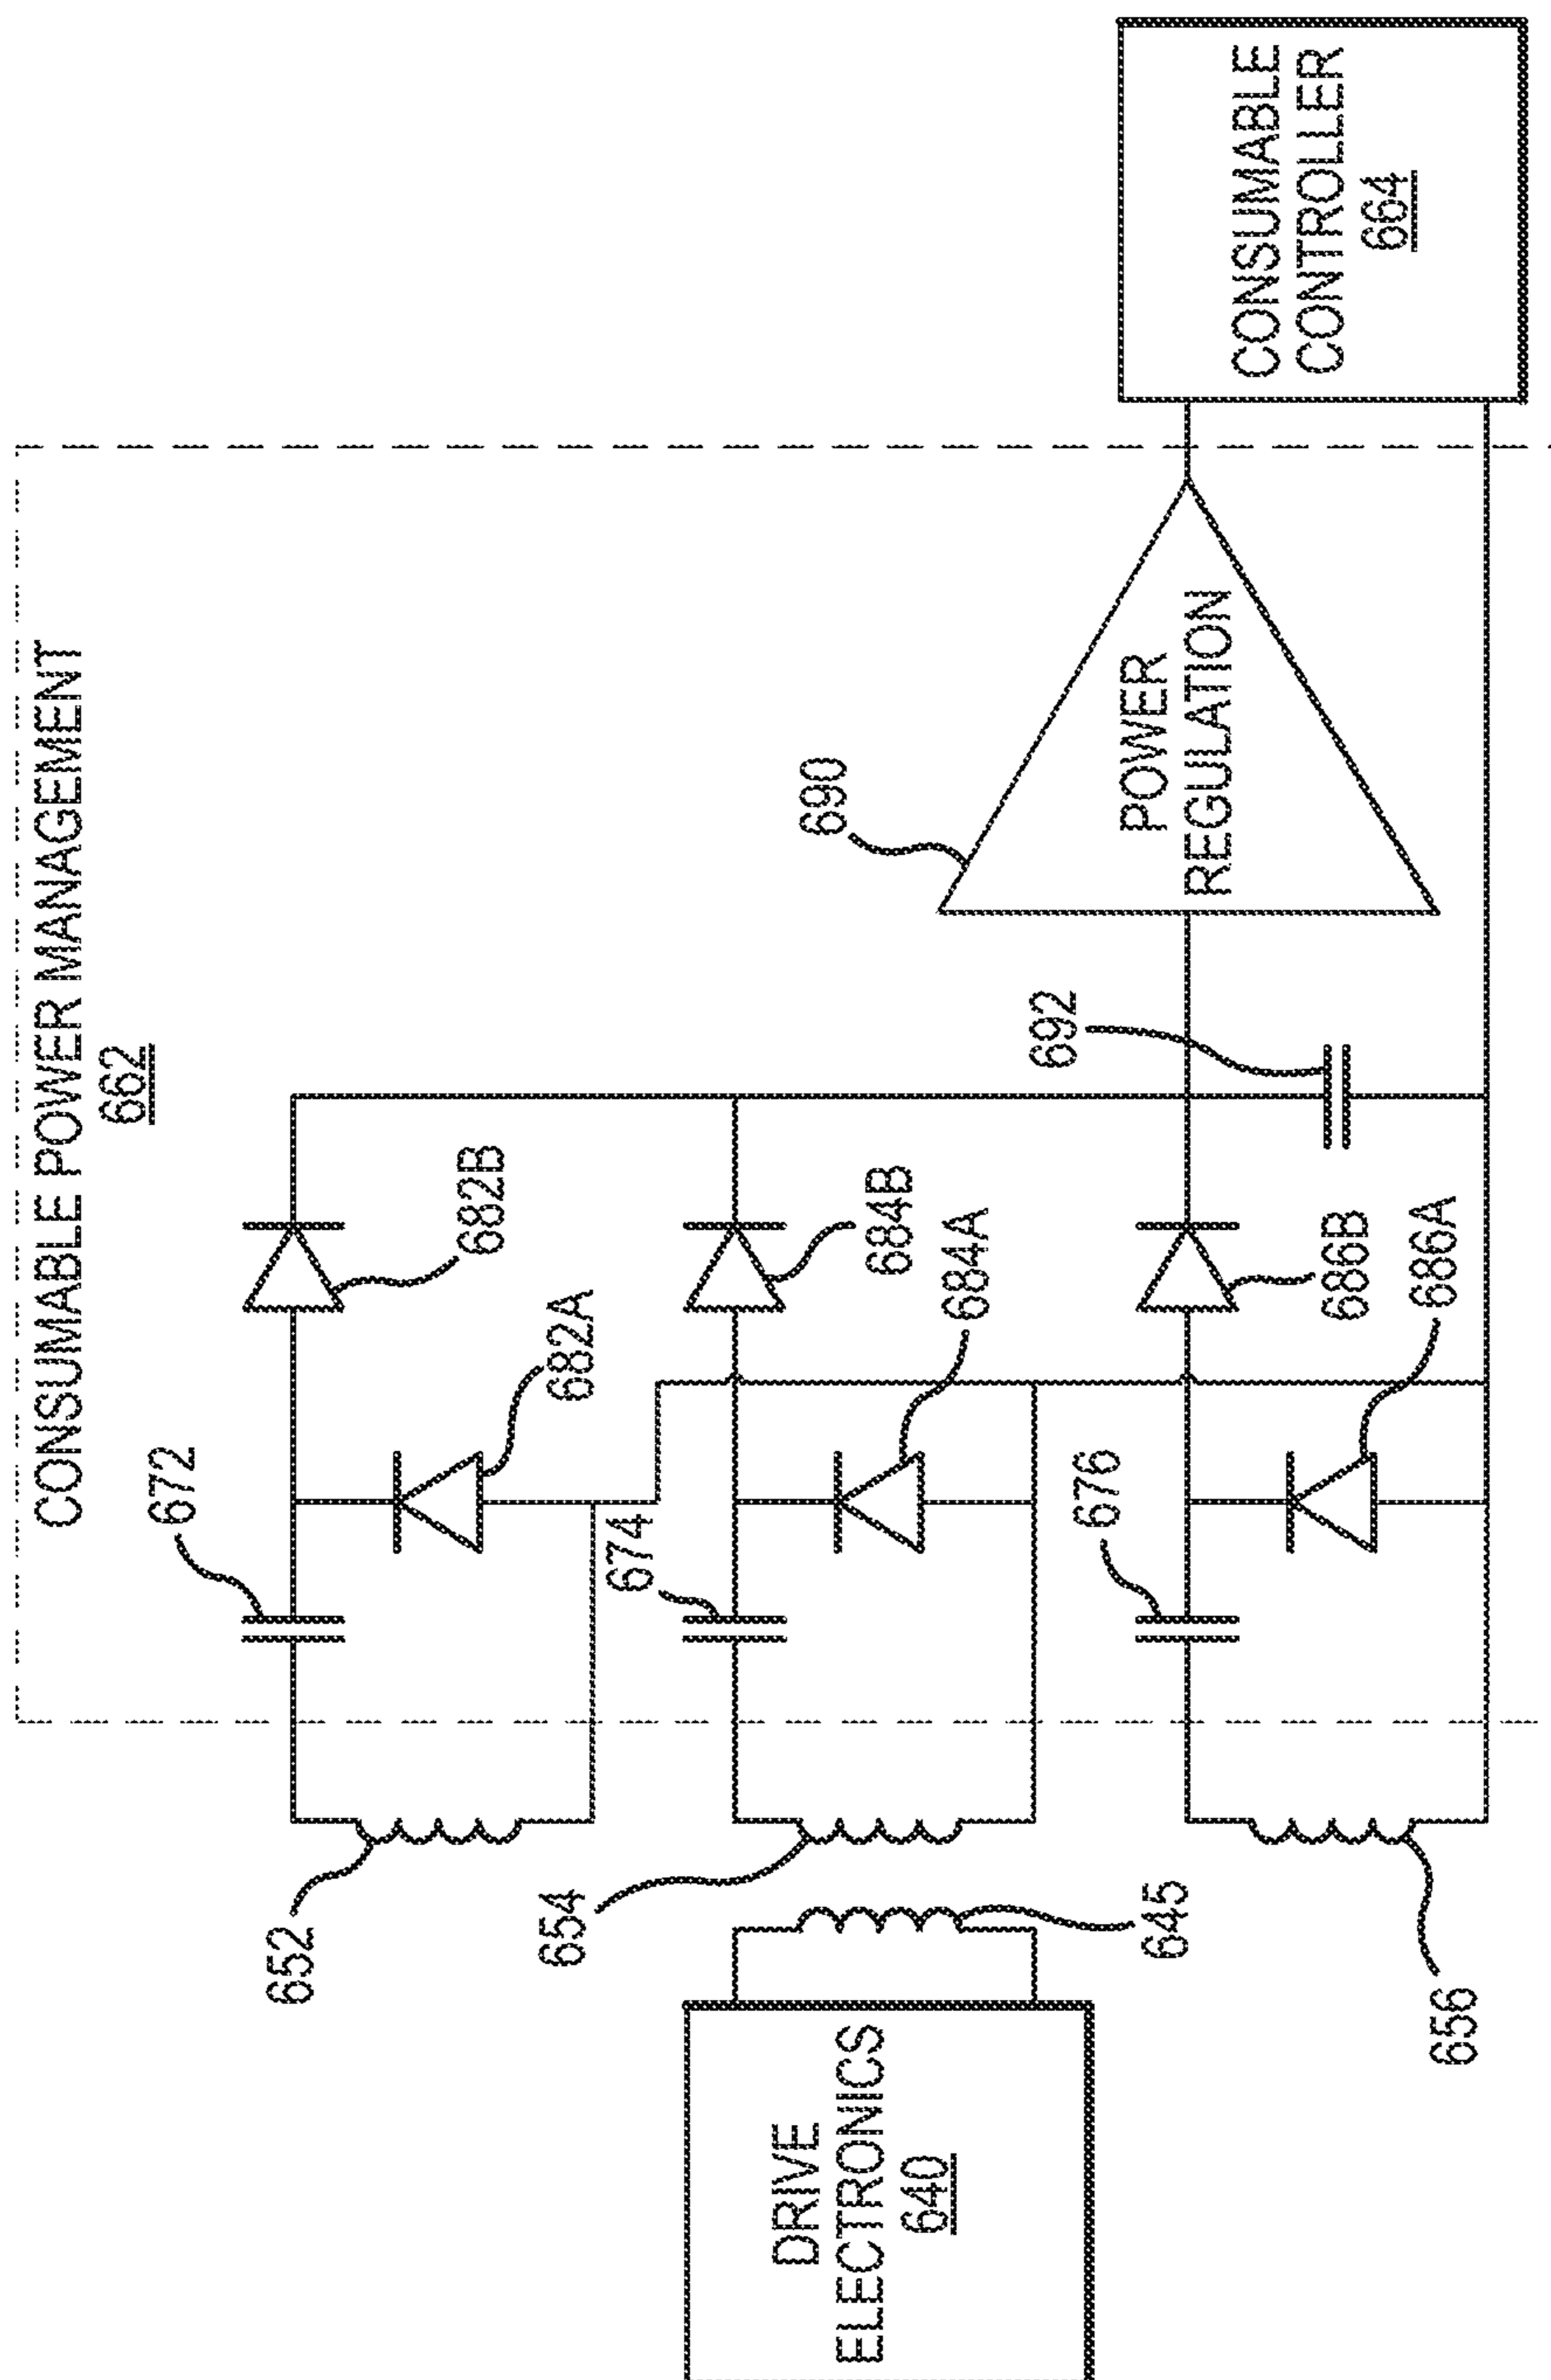 CONSUMABLE POWER MANAGEMENT
662
672
682B
682A
652
674
684B
684A
654
DRIVE
ELECTRONICS
640
645
676
686B
686A
656
692
690
POWER
REGULATION
CONSUMABLE
CONTROLLER
664